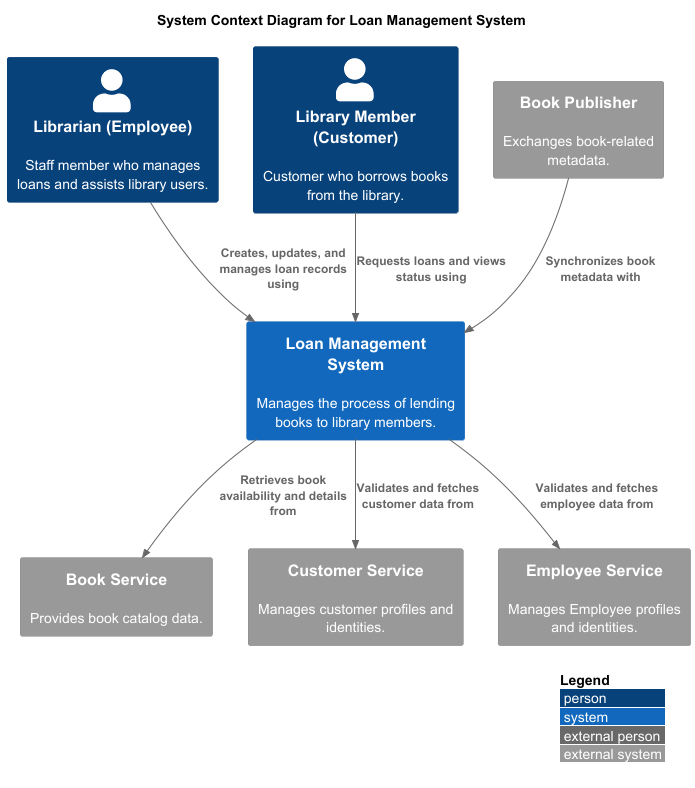 System Context Diagram for Loan Management System
Librarian (Employee)
Staff member who manages
loans and assists library users.
Library Member
(Customer)
Customer who borrows books
from the library.
Book Publisher
Exchanges book-related
metadata.
Creates, updates, and
manages loan records
using
Requests loans and views
status using
Synchronizes book
metadata with
Loan Management
System
Manages the process of lending
books to library members.
Retrieves book
availability and details
from
Validates and fetches
customer data from
Validates and fetches
employee data from
Book Service
Provides book catalog data.
Customer Service
Manages customer profiles and
identities.
Employee Service
Manages Employee profiles
and identities.
Legend
person
system
external person
external system